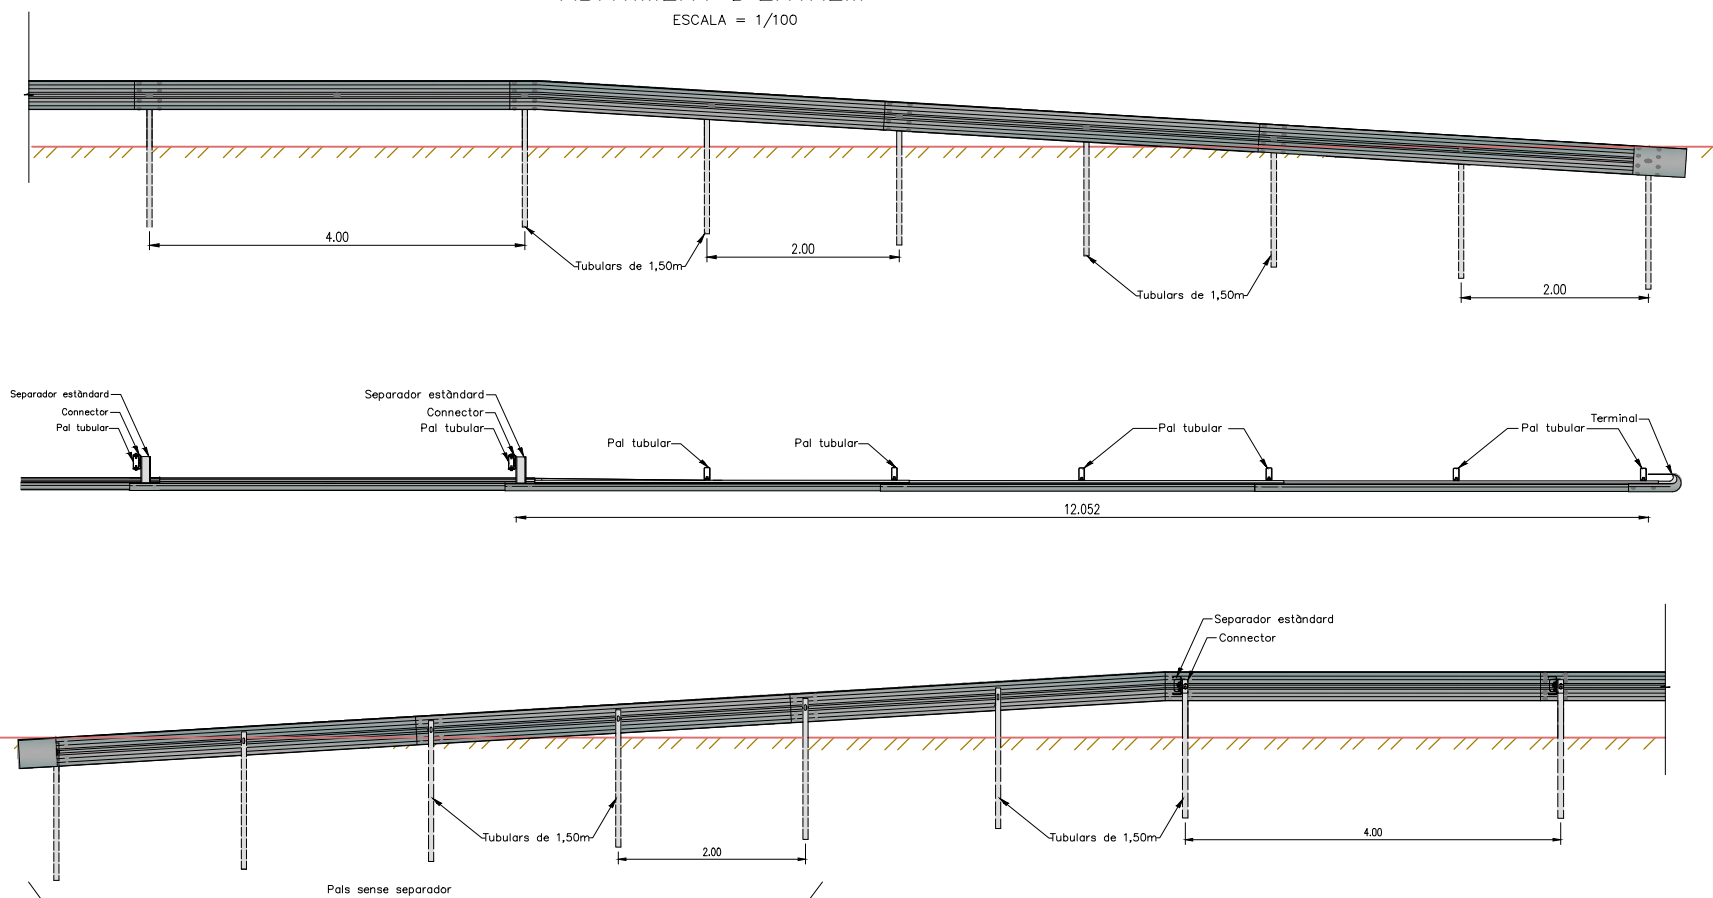 ESCALA = 1/100
4.00
Tubulars de 1,50m
2.00
Tubulars de 1,50m
2.00
Separador estàndard
Connector
Pal tubular
Separador estàndard
Connector
Pal tubular
Pal tubular
Pal tubular
Pal tubular
Pal tubular
Terminal
12.052
Separador estàndard
Connector
Tubulars de 1,50m
2.00
Tubulars de 1,50m
4.00
Pals sense separador